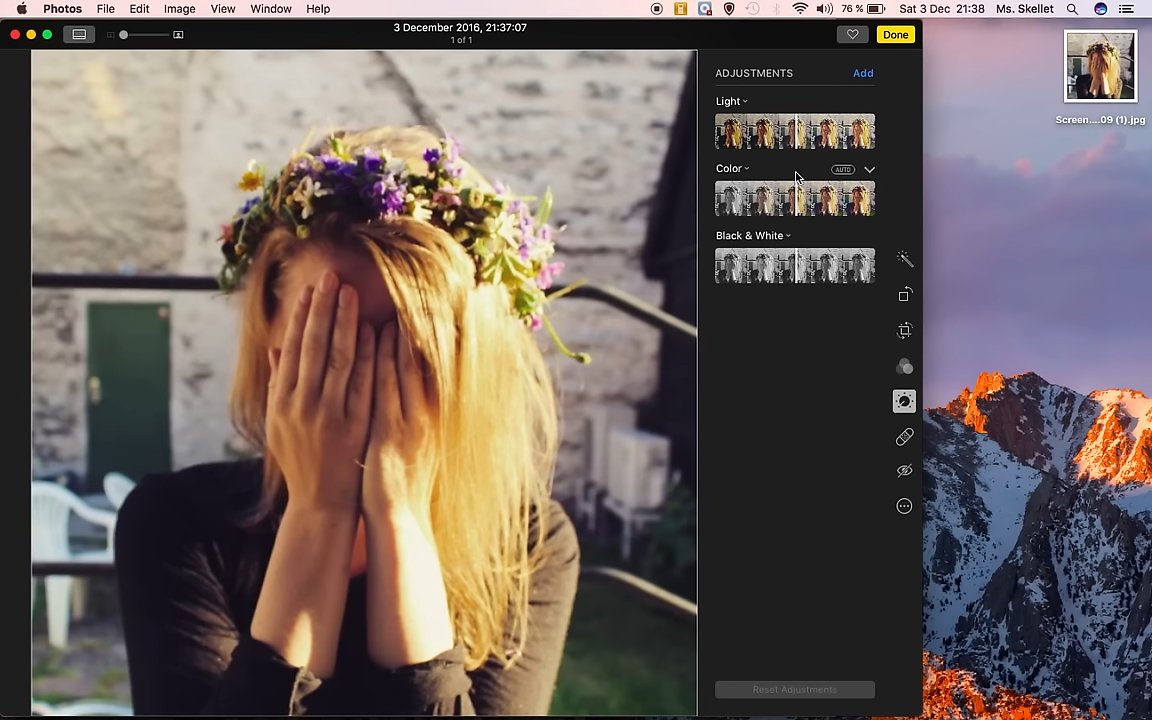 Photos File Edit Image View Window Help 76 % Sat 3 Dec 21:38 Ms. Skellet
3 December 2016, 21:37:07
1 of 1
Done
ADJUSTMENTS Add
Light
Color AUTO
Black & White
Reset Adjustments
Screen....09 (1).jpg